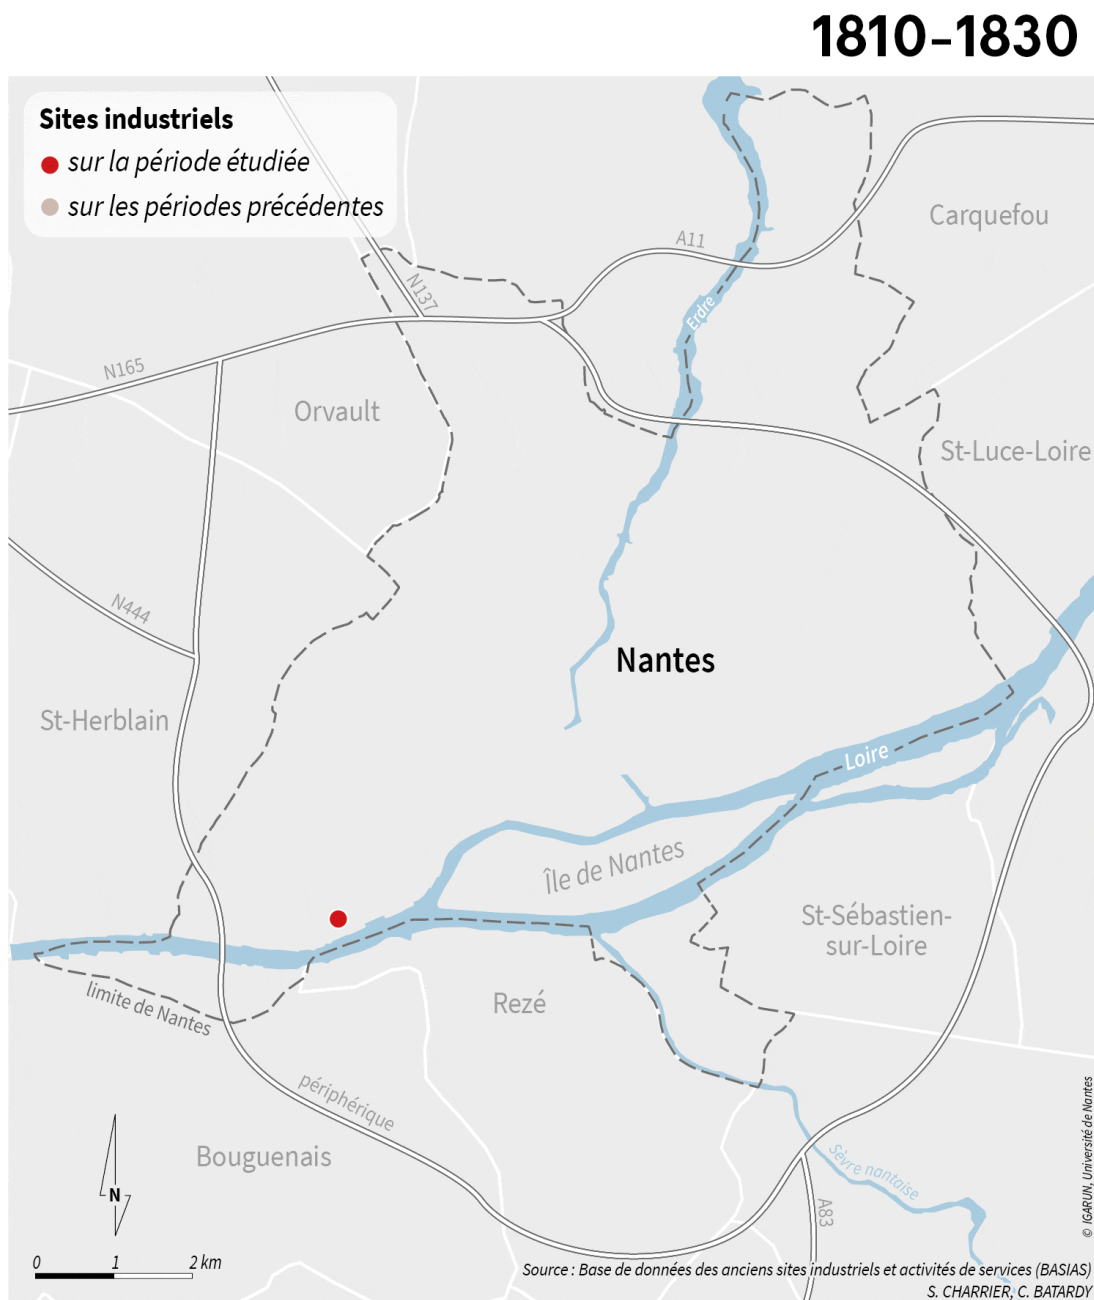 1810-1830
Sites industriels
sur la période étudiée
sur les périodes précédentes
Carquefou
A11
N137
Erdre
N165
Orvault
St-Luce-Loire
N444
Nantes
St-Herblain
Loire
Île de Nantes
St-Sébastien-
sur-Loire
limite de Nantes
Rezé
périphérique
Bouguenais
Sèvre nantaise
A83
N
0 1 2 km
© IGARUN, Université de Nantes
Source : Base de données des anciens sites industriels et activités de services (BASIAS)
S. CHARRIER, C. BATARDY